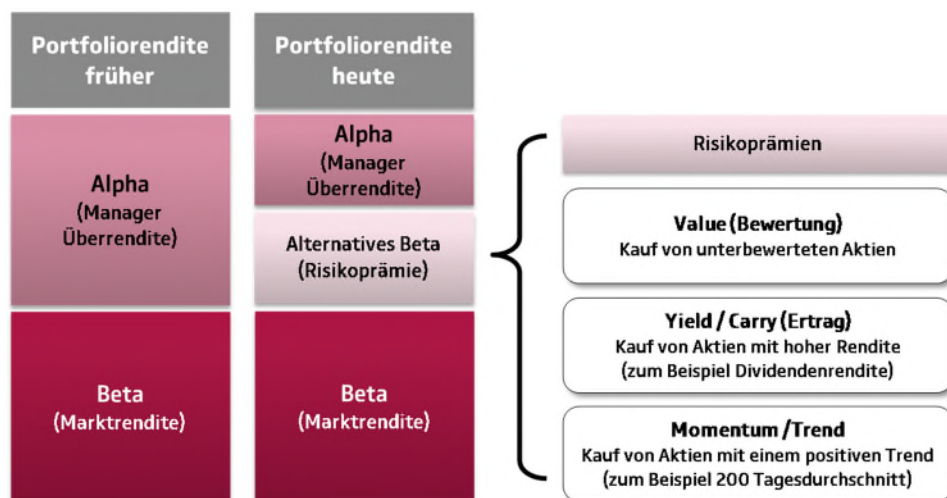 Portfoliorendite
früher
Alpha
(Manager
Überrendite)
Beta
(Marktrendite)
Portfoliorendite
heute
Alpha
(Manager
Überrendite)
Alternatives Beta
(Risikoprämie)
Beta
(Marktrendite)
Risikoprämien
Value (Bewertung)
Kauf von unterbewerteten Aktien
Yield / Carry (Ertrag)
Kauf von Aktien mit hoher Rendite
(zum Beispiel Dividendenrendite)
Momentum /Trend
Kauf von Aktien mit einem positiven Trend
(zum Beispiel 200 Tagesdurchschnitt)